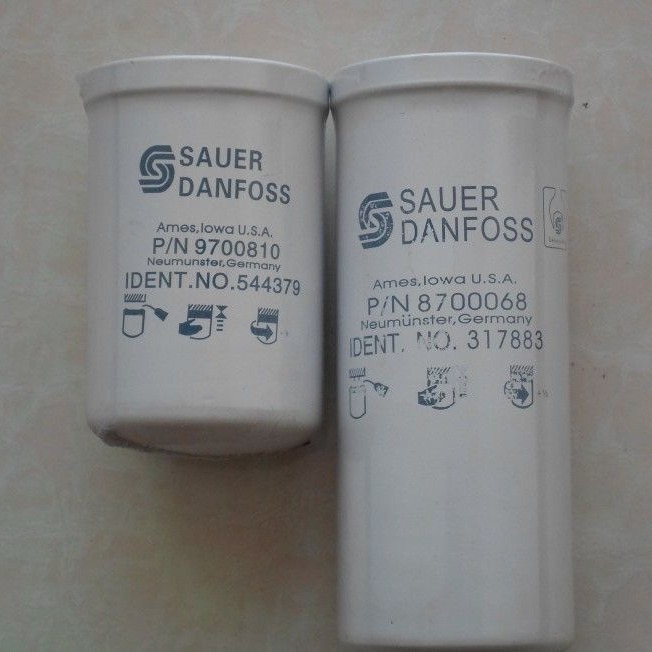 SAUER
DANFOSS
Ames,Iowa U.S.A.
P/N 9700810
Neumunster,Germany
IDENT.NO.544379
SAUER
DANFOSS
Ames,Iowa U.S.A.
P/N 8700068
Neumünster,Germany
IDENT. NO. 317883